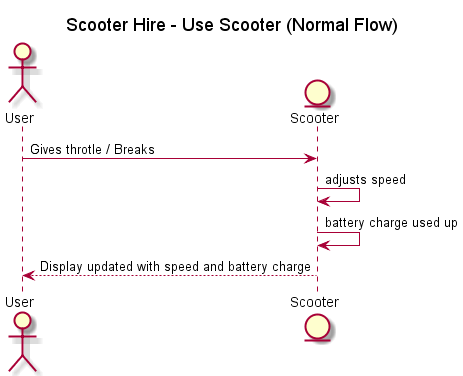 Scooter Hire - Use Scooter (Normal Flow)
User
Scooter
Gives throtle / Breaks
adjusts speed
battery charge used up
Display updated with speed and battery charge
User
Scooter